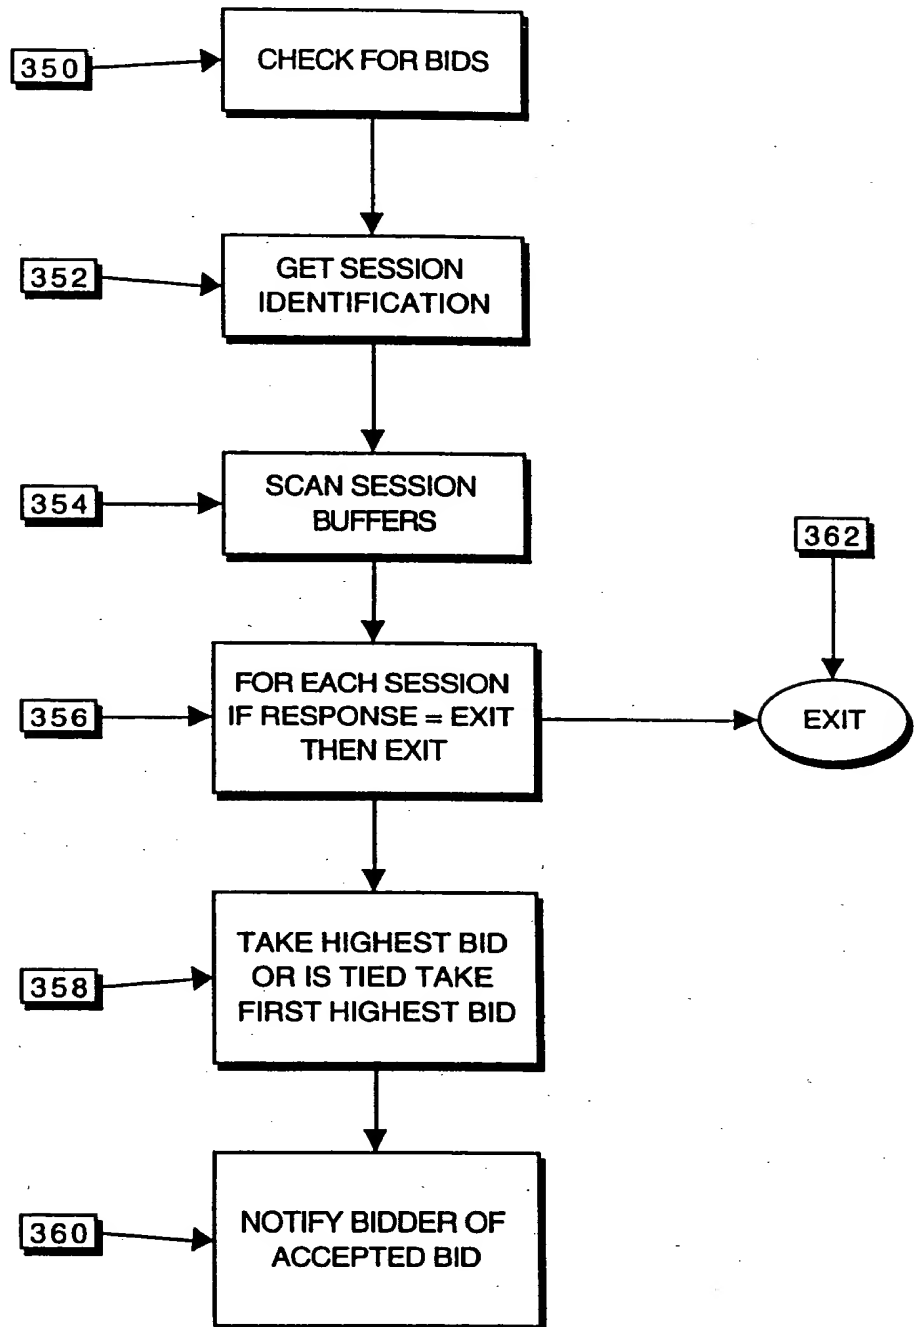 350
CHECK FOR BIDS
352
GET SESSION
IDENTIFICATION
354
SCAN SESSION
BUFFERS
362
356
FOR EACH SESSION
IF RESPONSE = EXIT
THEN EXIT
EXIT
358
TAKE HIGHEST BID
OR IS TIED TAKE
FIRST HIGHEST BID
360
NOTIFY BIDDER OF
ACCEPTED BID